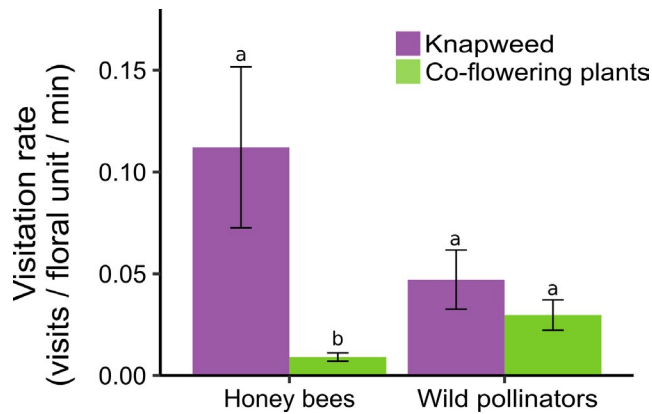 Visitation rate
(visits / floral unit / min)
0.15
0.10
0.05
0.00
a
b
a
a
Knapweed
Co-flowering plants
Honey bees
Wild pollinators